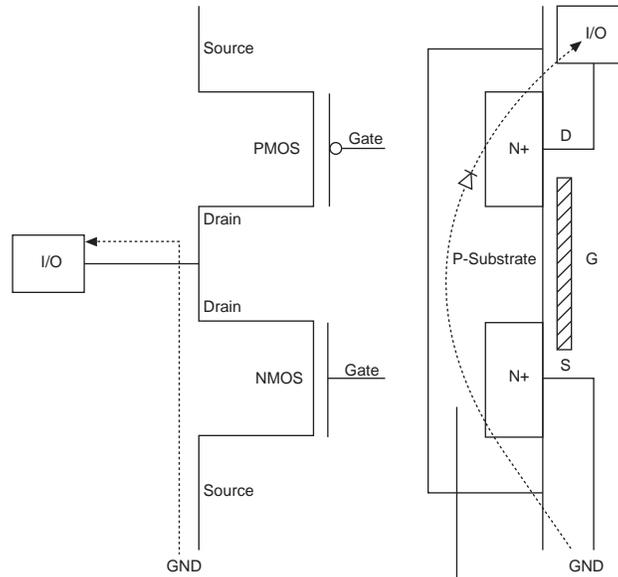 Source
PMOS
Gate
Drain
I/O
Drain
NMOS
Gate
Source
GND
I/O
N+
D
P-Substrate
G
N+
S
GND